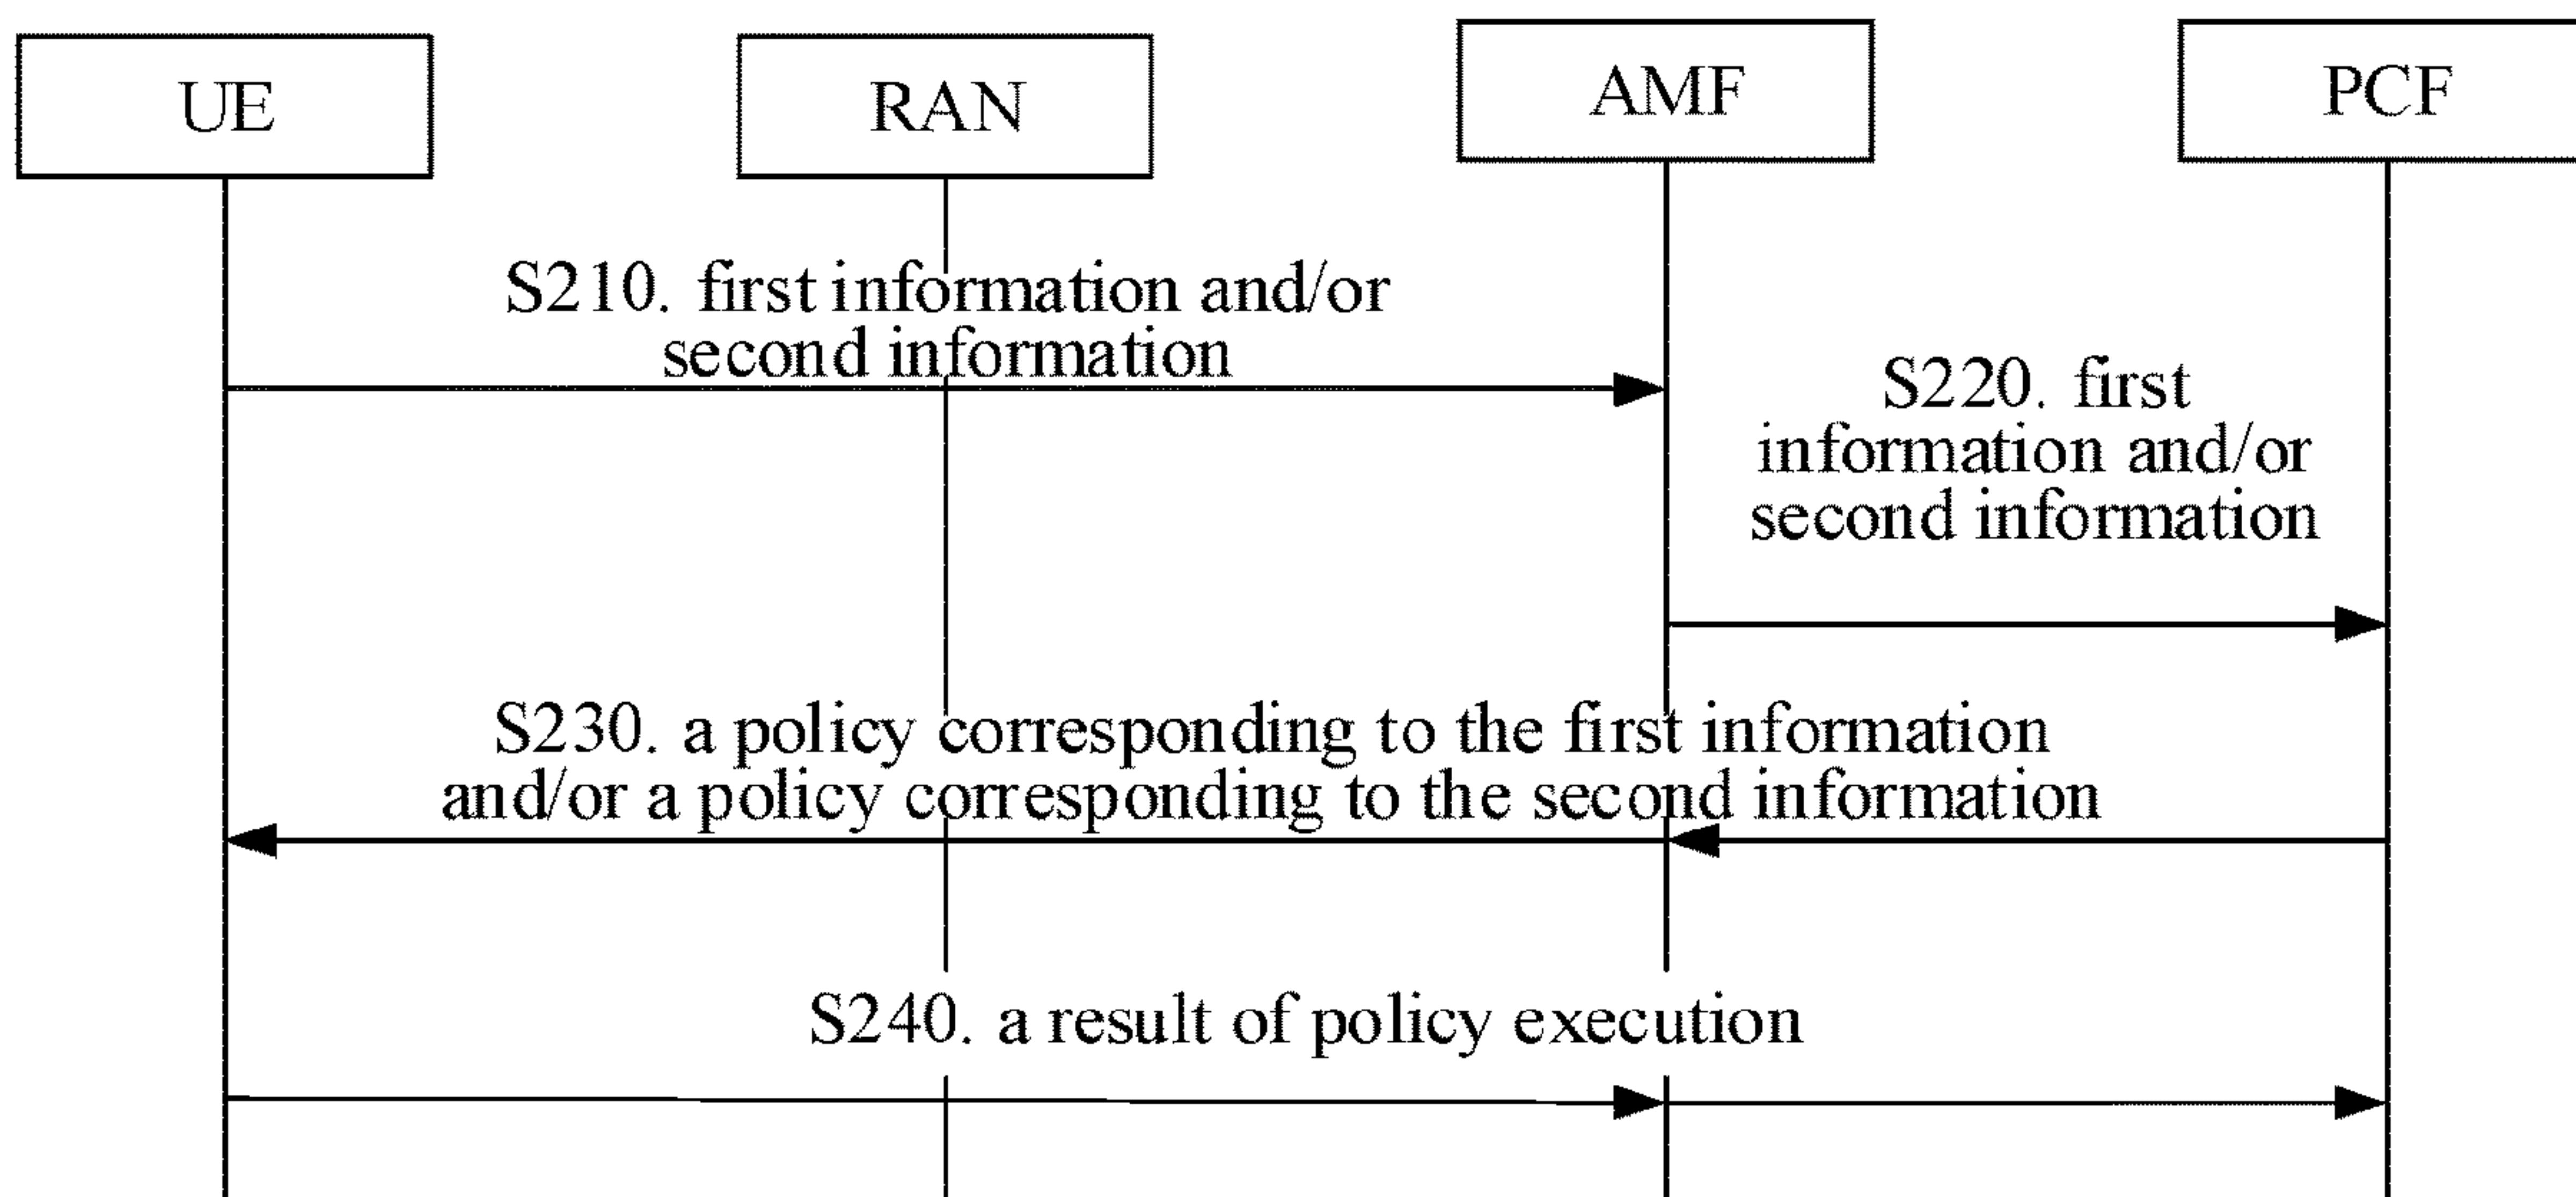 UE
RAN
AMF
PCF
S210. first information and/or
second information
S220. first
information and/or
second information
S230. a policy corresponding to the first information
and/or a policy corresponding to the second information
S240. a result of policy execution